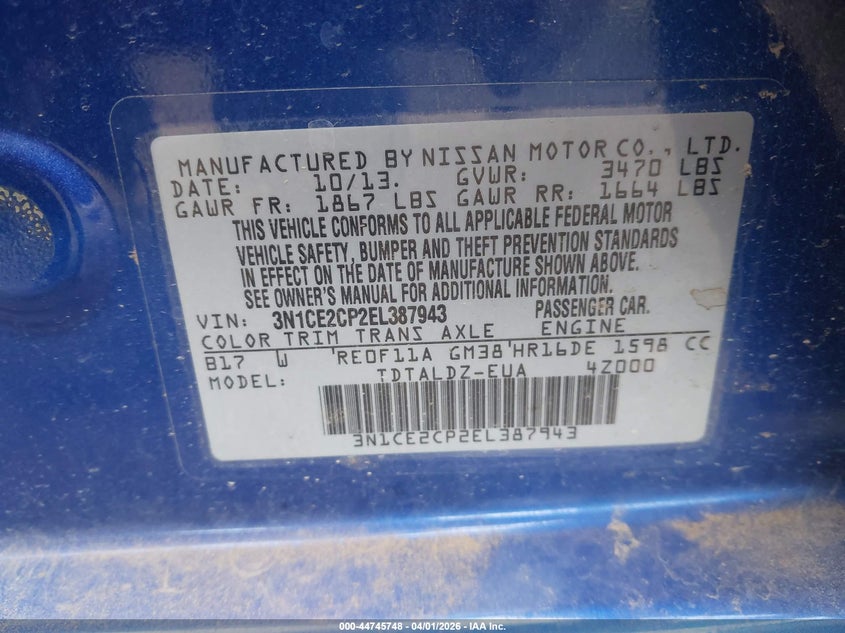 MANUFACTURED BY NISSAN MOTOR CO., LTD.
DATE: 10/13. GVWR: 3470 LBS
GAWR FR: 1867 LBS GAWR RR: 1664 LBS
THIS VEHICLE CONFORMS TO ALL APPLICABLE FEDERAL MOTOR
VEHICLE SAFETY, BUMPER AND THEFT PREVENTION STANDARDS
IN EFFECT ON THE DATE OF MANUFACTURE SHOWN ABOVE.
SEE OWNER'S MANUAL FOR ADDITIONAL INFORMATION.
VIN: 3N1CE2CP2EL387943 PASSENGER CAR.
COLOR TRIM TRANS AXLE ENGINE
B17 W RE0F11A GM38 HR16DE 1598 CC
MODEL: TDTALDZ-EUA 4Z000
3N1CE2CP2EL387943
000-44745748 - 04/01/2026 - IAA Inc.